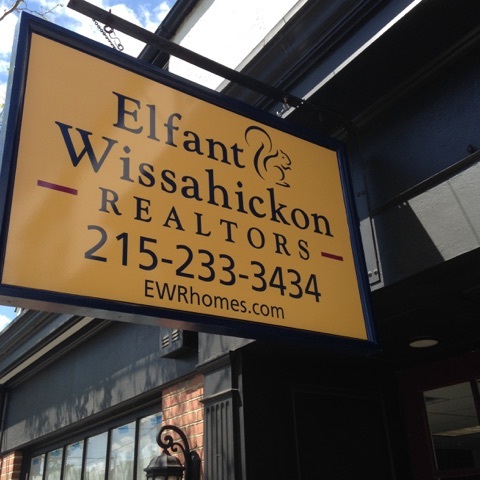 Elfant
Wissahickon
REALTORS
215-233-3434
EWRhomes.com